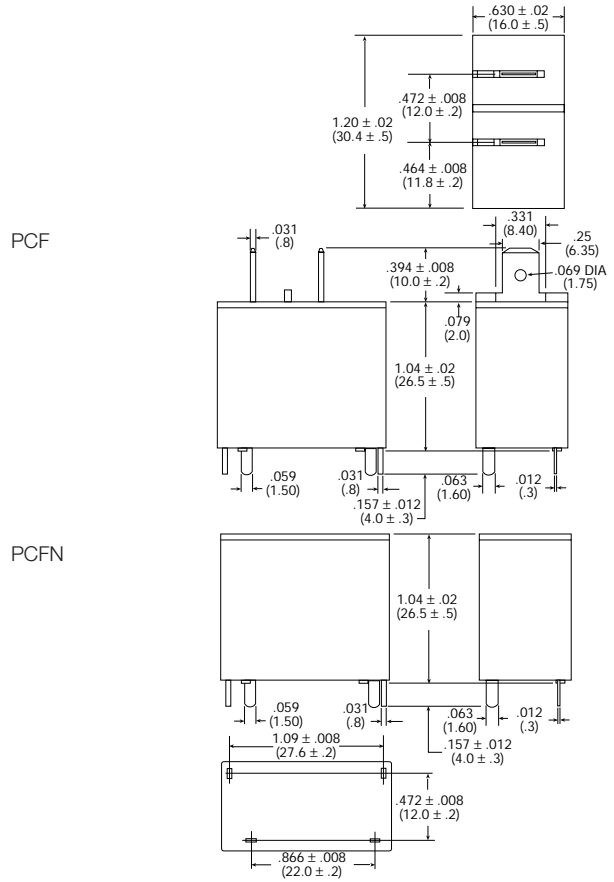 .630 ± .02
(16.0 ± .5)
.472 ± .008
(12.0 ± .2)
1.20 ± .02
(30.4 ± .5)
.464 ± .008
(11.8 ± .2)
PCF
.031
(.8)
.331
(8.40)
.25
(6.35)
.394 ± .008
(10.0 ± .2)
.069 DIA
(1.75)
.079
(2.0)
1.04 ± .02
(26.5 ± .5)
.059
(1.50)
.031
(.8)
.063
(1.60)
.012
(.3)
.157 ± .012
(4.0 ± .3)
PCFN
1.04 ± .02
(26.5 ± .5)
.059
(1.50)
.031
(.8)
.063
(1.60)
.012
(.3)
1.09 ± .008
(27.6 ± .2)
.157 ± .012
(4.0 ± .3)
.472 ± .008
(12.0 ± .2)
.866 ± .008
(22.0 ± .2)